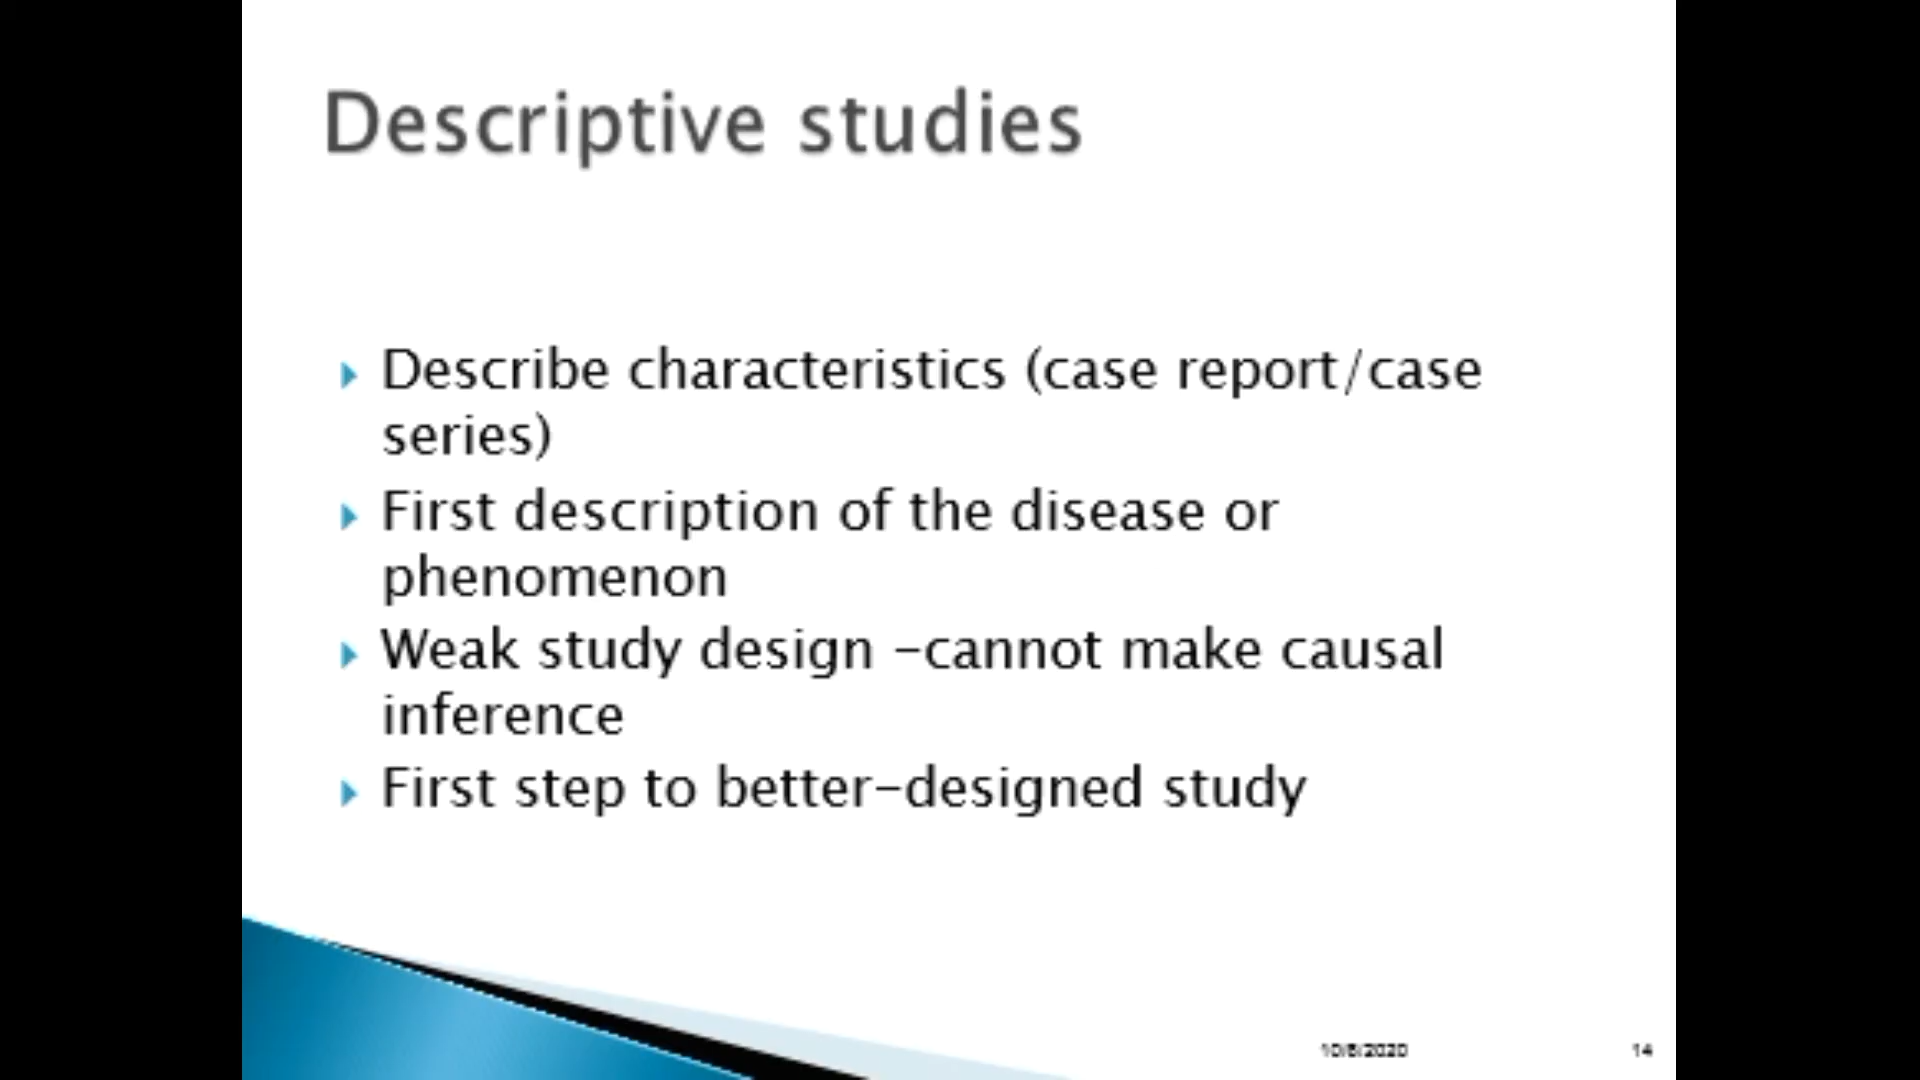 Descriptive studies
Describe characteristics (case report/case
series)
First description of the disease or
phenomenon
Weak study design -cannot make causal
inference
First step to better-designed study
10/8/2020
14